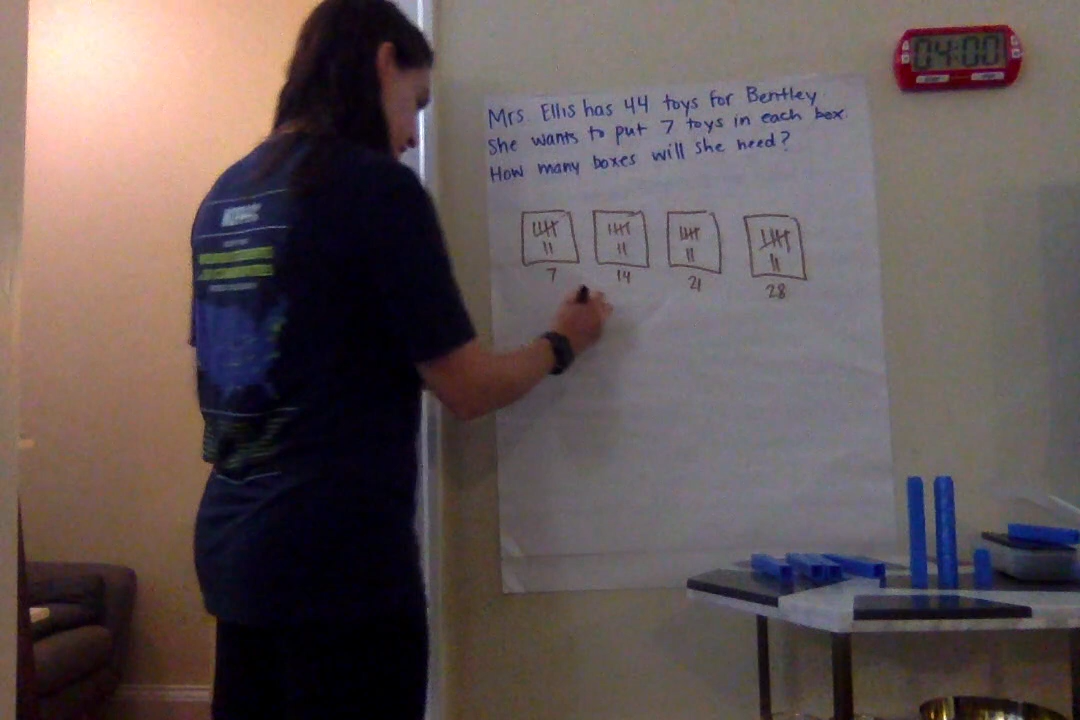 04:00
Mrs. Ellis has 44 toys for Bentley.
She wants to put 7 toys in each box.
How many boxes will she need?
7 14 21 28